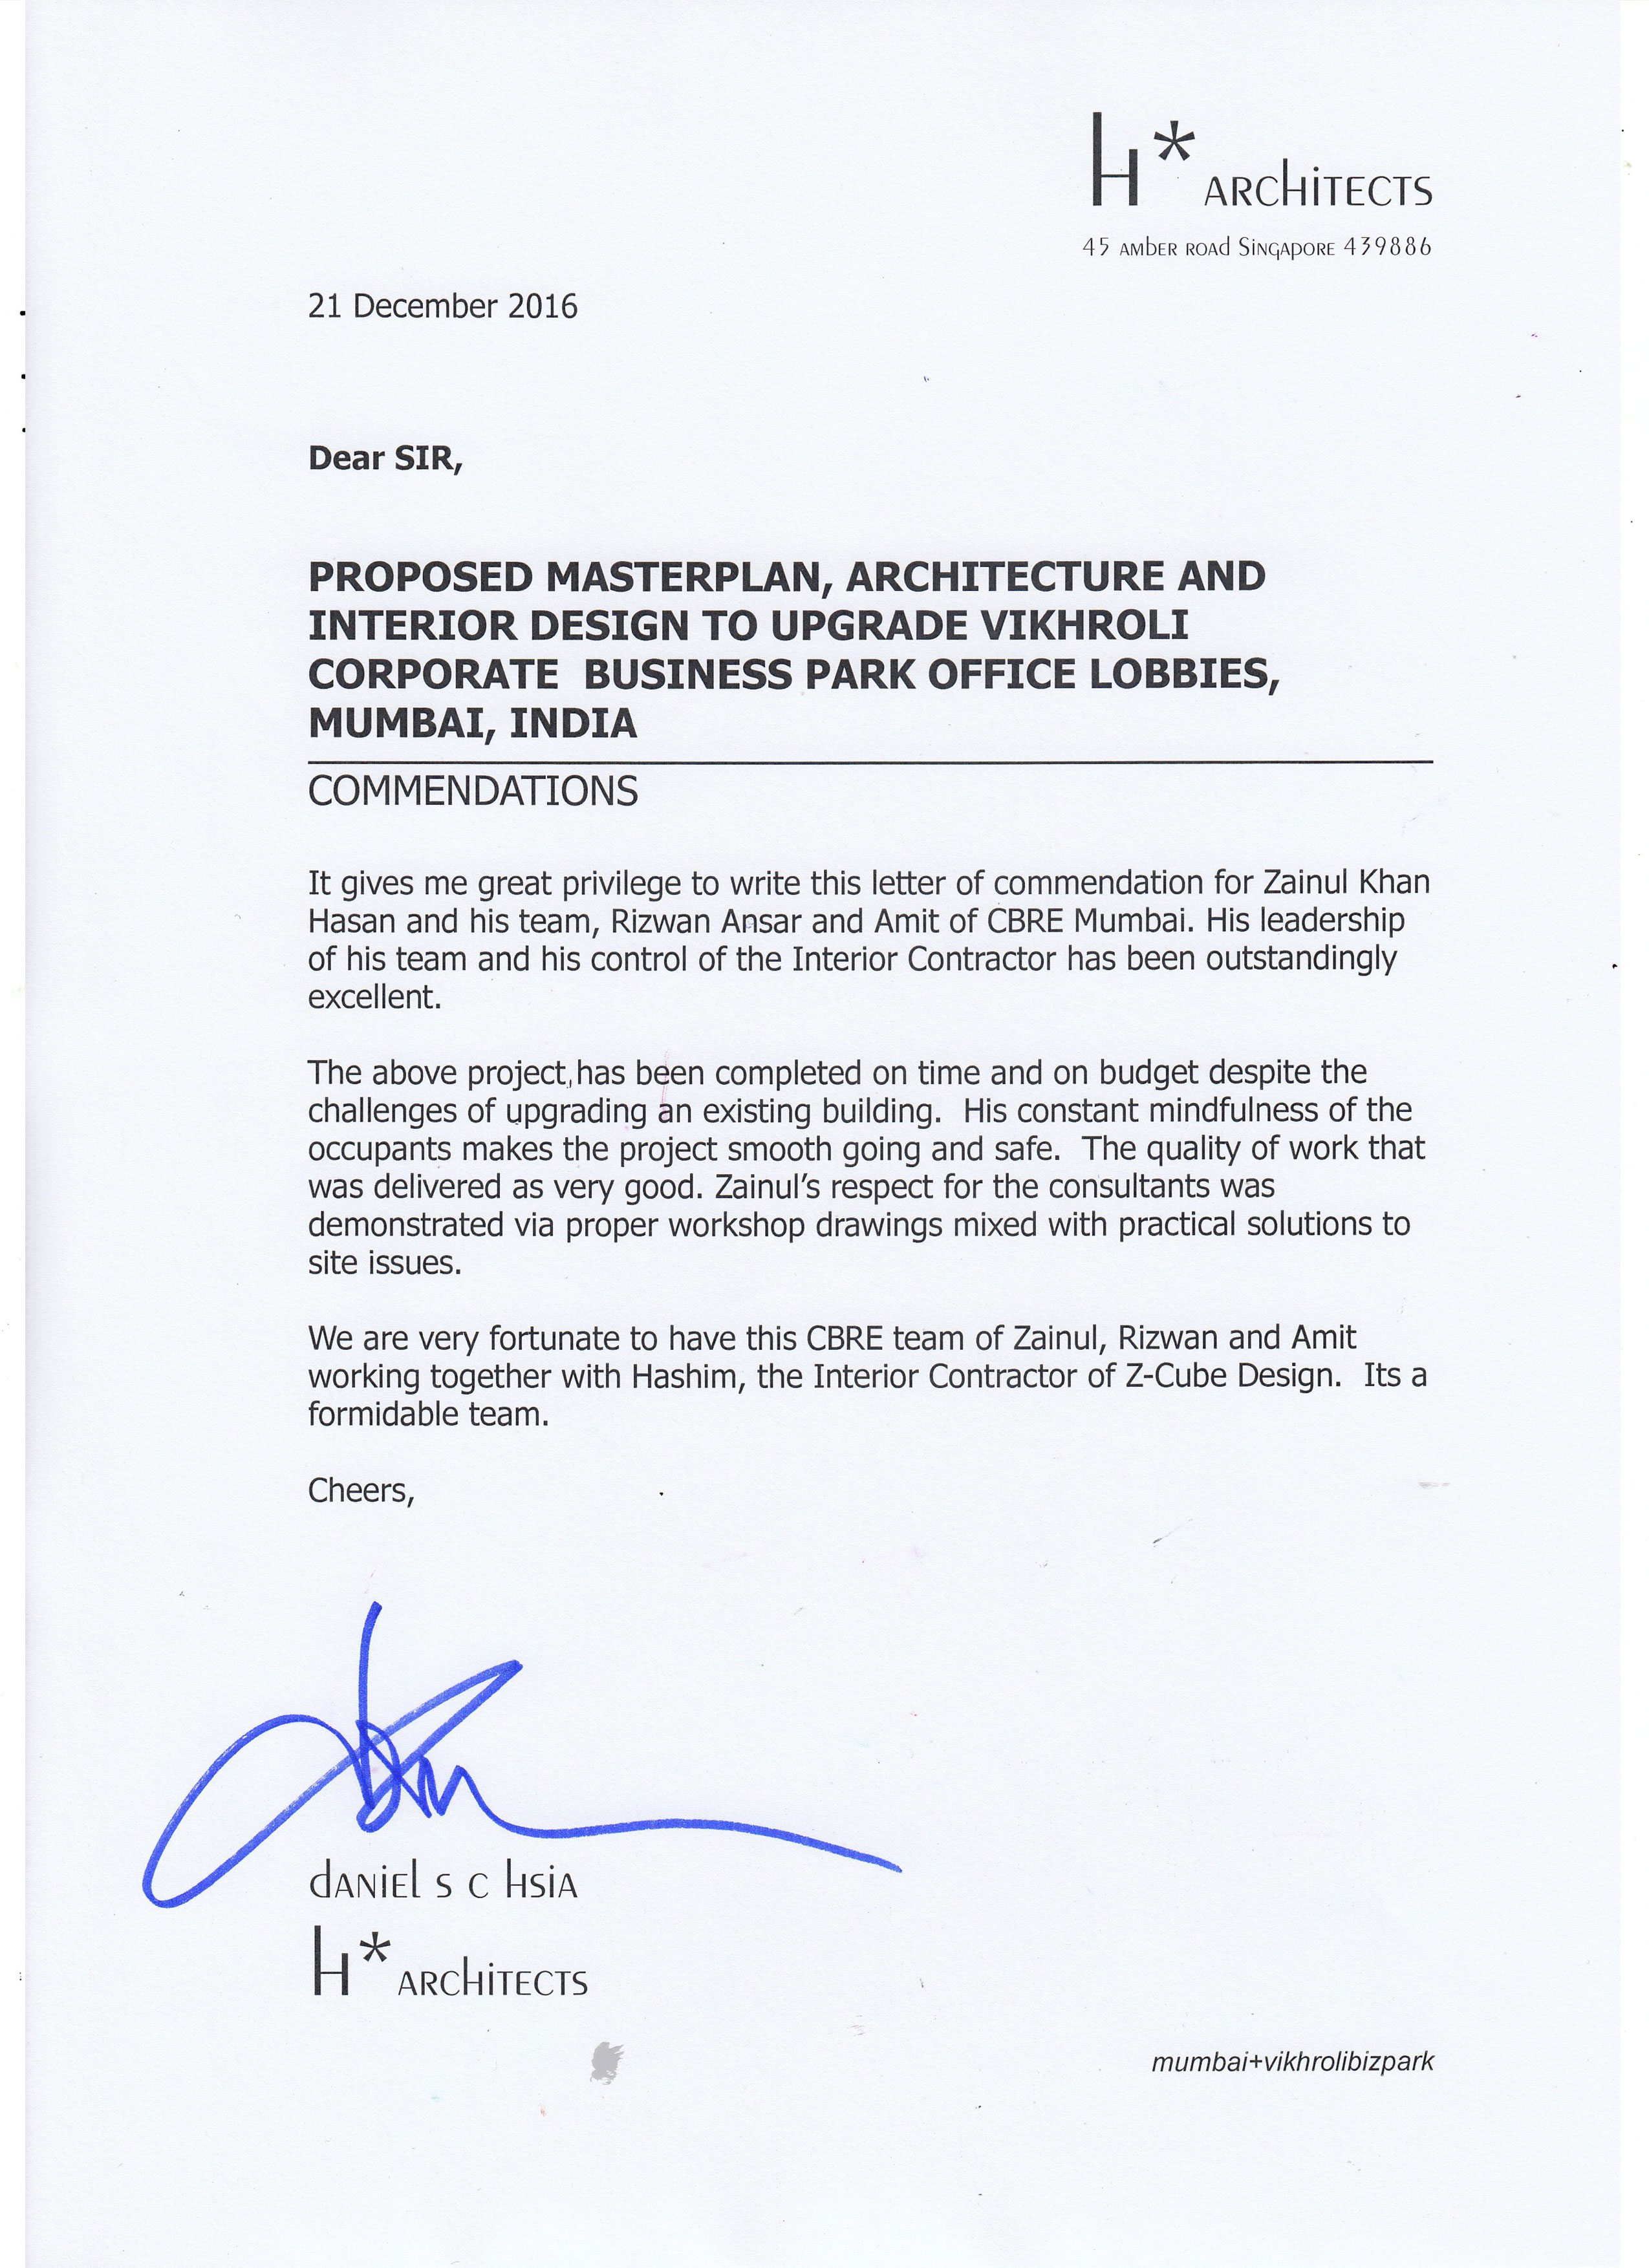 H* ARCHITECTS
45 AMBER ROAD SINGAPORE 439886
21 December 2016
Dear SIR,
PROPOSED MASTERPLAN, ARCHITECTURE AND
INTERIOR DESIGN TO UPGRADE VIKHROLI
CORPORATE  BUSINESS PARK OFFICE LOBBIES,
MUMBAI, INDIA
COMMENDATIONS
It gives me great privilege to write this letter of commendation for Zainul Khan
Hasan and his team, Rizwan Ansar and Amit of CBRE Mumbai. His leadership
of his team and his control of the Interior Contractor has been outstandingly
excellent.
The above project, has been completed on time and on budget despite the
challenges of upgrading an existing building.  His constant mindfulness of the
occupants makes the project smooth going and safe.  The quality of work that
was delivered as very good. Zainul’s respect for the consultants was
demonstrated via proper workshop drawings mixed with practical solutions to
site issues.
We are very fortunate to have this CBRE team of Zainul, Rizwan and Amit
working together with Hashim, the Interior Contractor of Z-Cube Design.  Its a
formidable team.
Cheers,
dANiEl s c hsiA
H* ARCHITECTS
mumbai+vikhrolibizpark